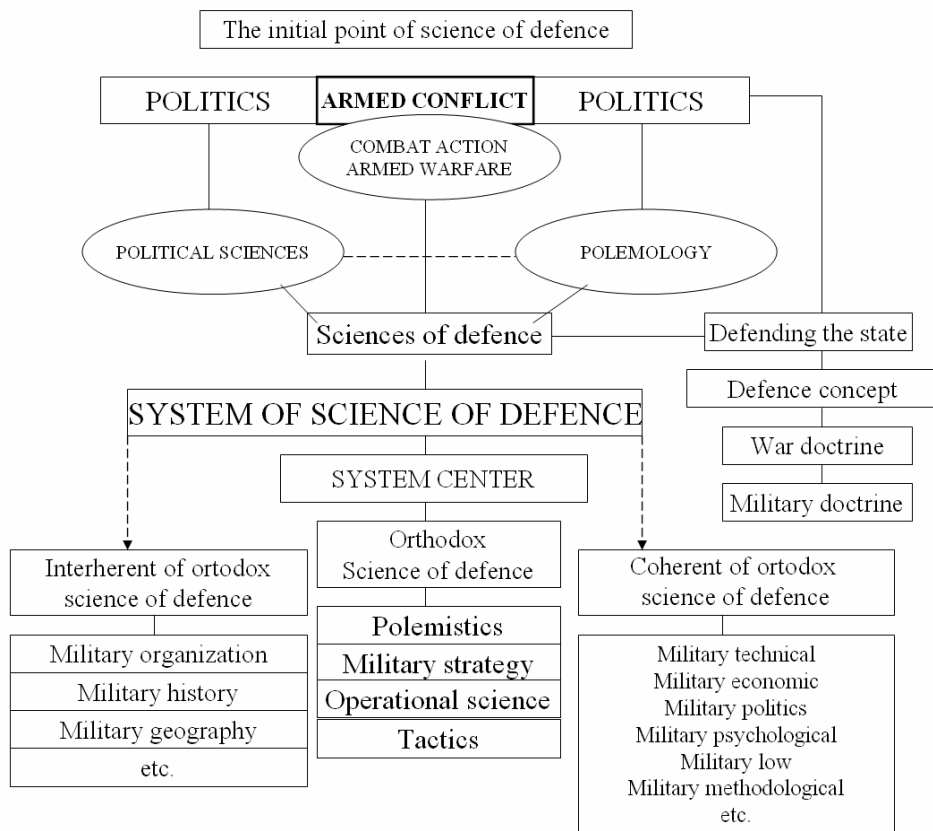 The initial point of science of defence
POLITICS
ARMED CONFLICT
POLITICS
COMBAT ACTION
ARMED WARFARE
POLITICAL SCIENCES
POLEMOLOGY
Sciences of defence
Defending the state
Defence concept
War doctrine
Military doctrine
SYSTEM OF SCIENCE OF DEFENCE
SYSTEM CENTER
Interherent of ortodox
science of defence
Military organization
Military history
Military geography
etc.
Orthodox
Science of defence
Polemistics
Military strategy
Operational science
Tactics
Coherent of ortodox
science of defence
Military technical
Military economic
Military politics
Military psychological
Military low
Military methodological
etc.